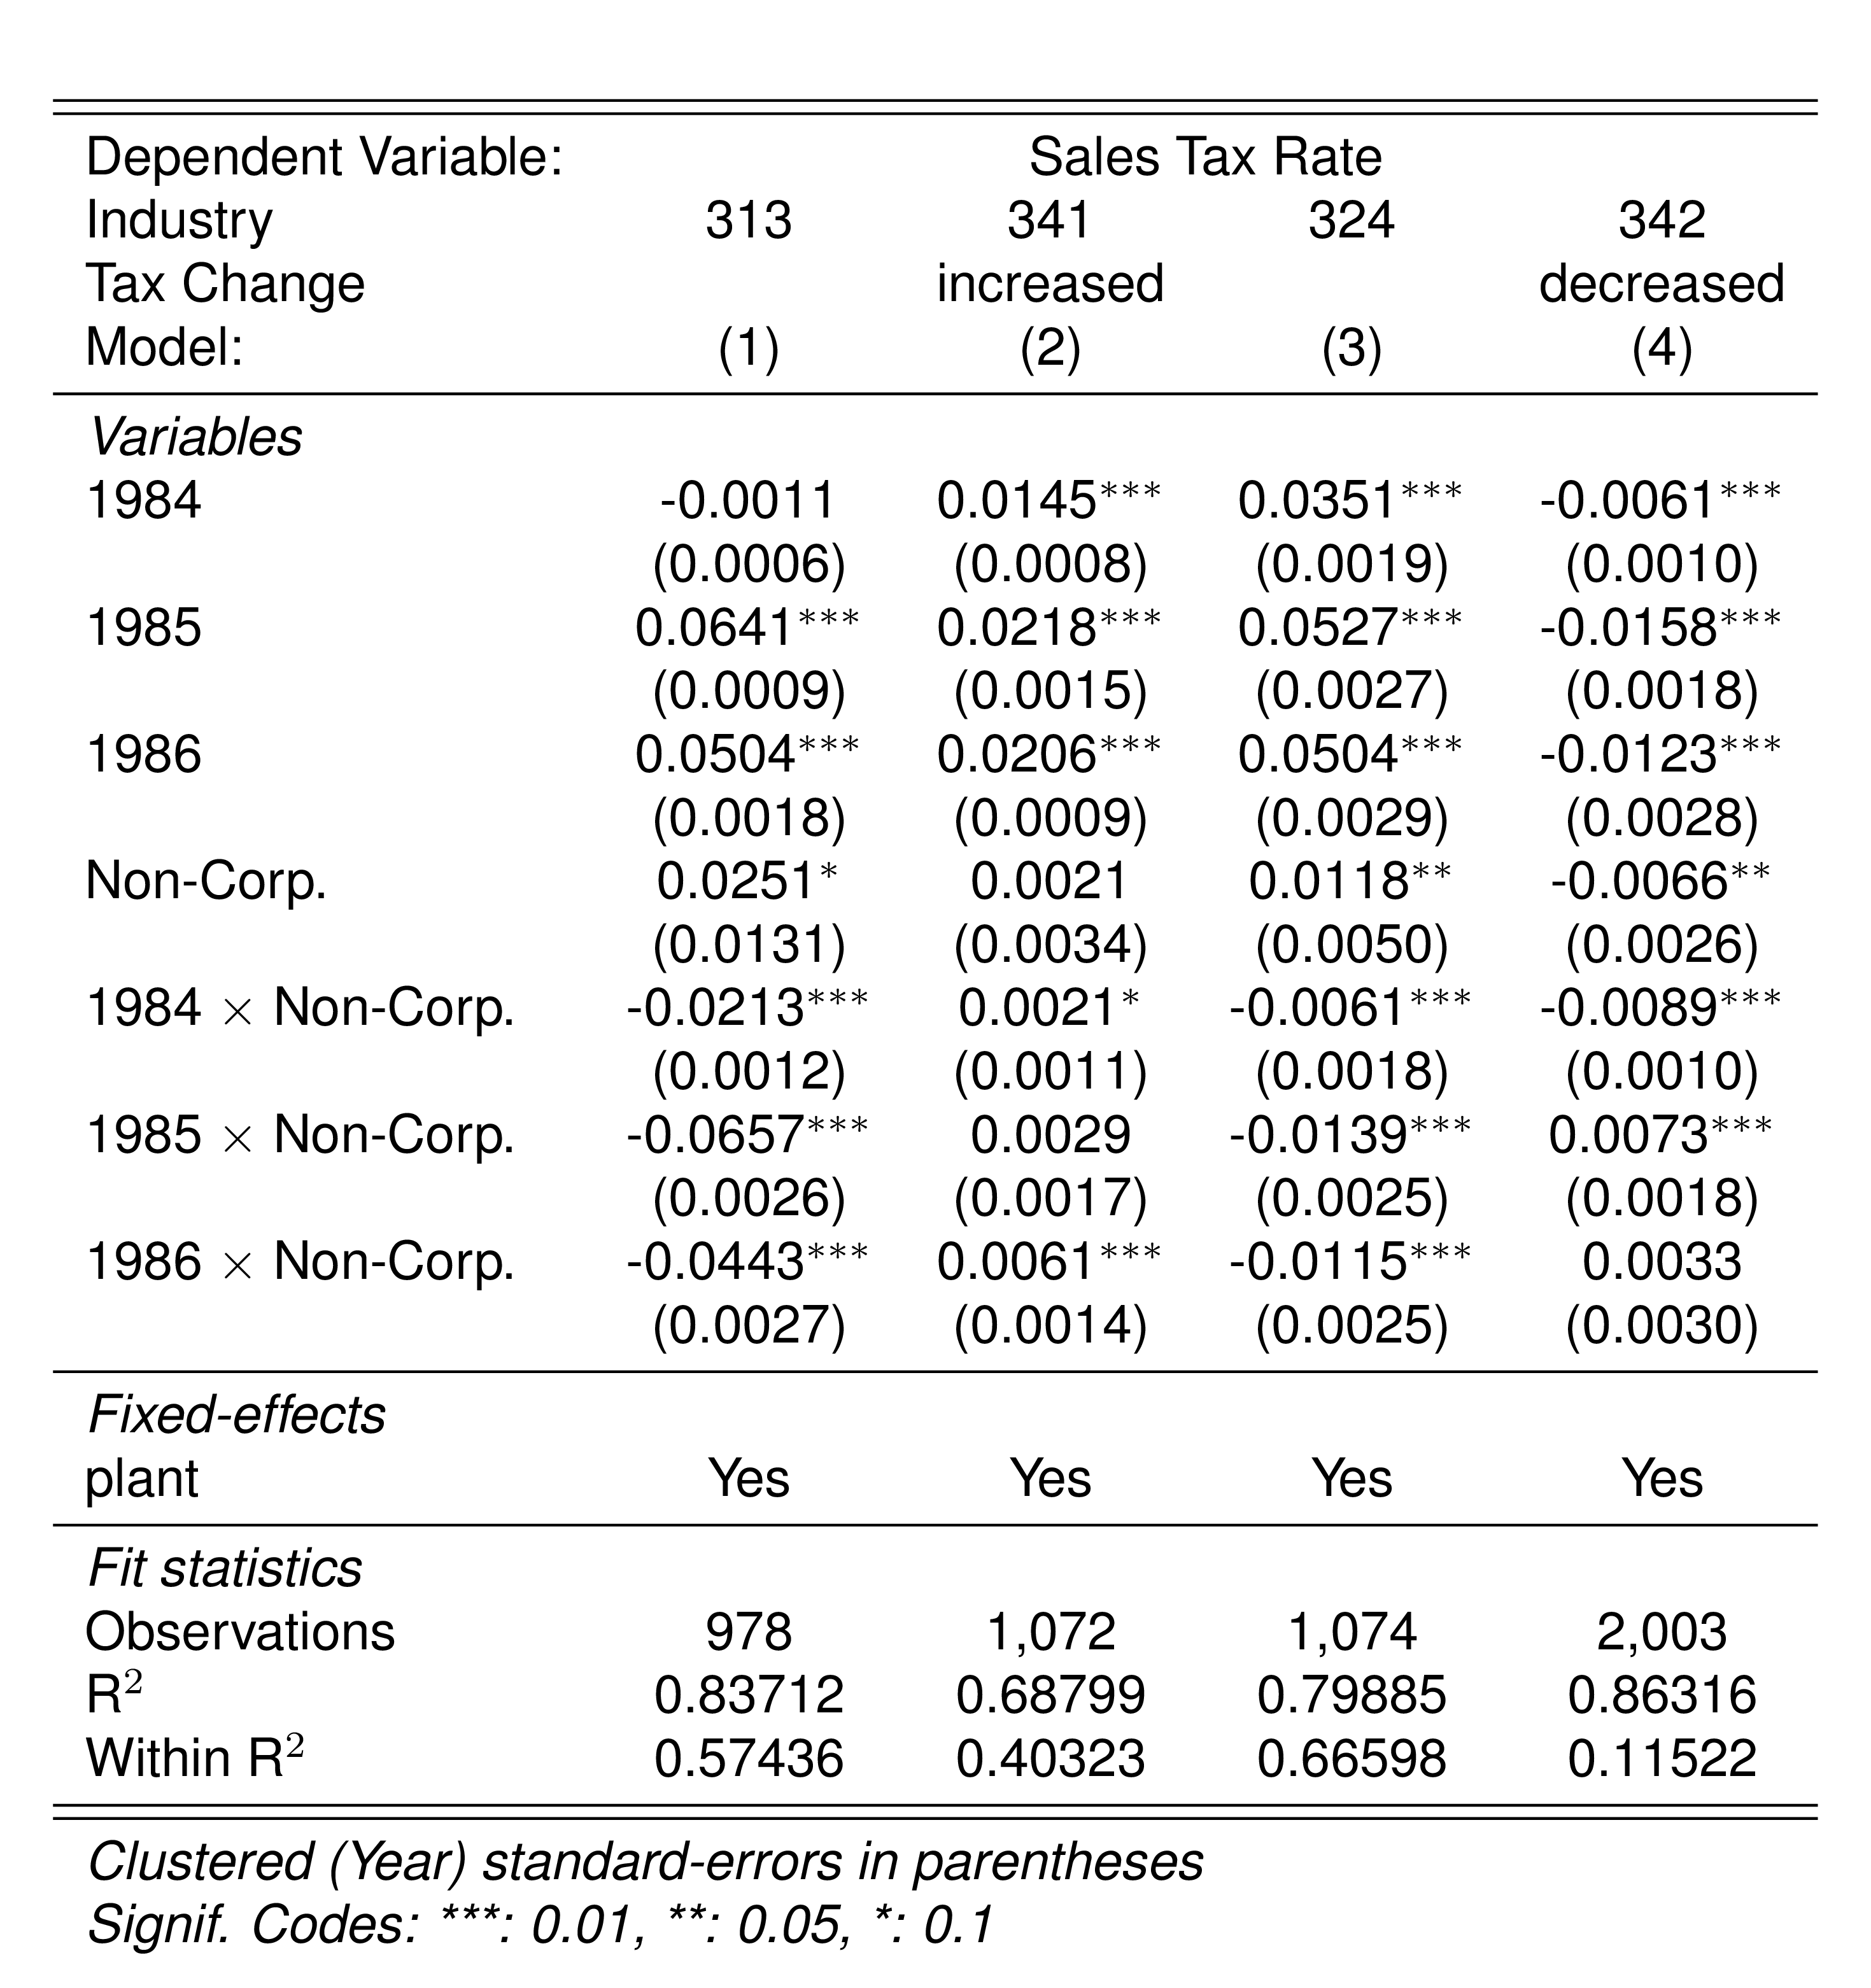 Dependent Variable: Sales Tax Rate
Industry 313 341 324 342
Tax Change increased decreased
Model: (1) (2) (3) (4)
Variables
1984 -0.0011 0.0145*** 0.0351*** -0.0061***
(0.0006) (0.0008) (0.0019) (0.0010)
1985 0.0641*** 0.0218*** 0.0527*** -0.0158***
(0.0009) (0.0015) (0.0027) (0.0018)
1986 0.0504*** 0.0206*** 0.0504*** -0.0123***
(0.0018) (0.0009) (0.0029) (0.0028)
Non-Corp. 0.0251* 0.0021 0.0118** -0.0066**
(0.0131) (0.0034) (0.0050) (0.0026)
1984 × Non-Corp. -0.0213*** 0.0021* -0.0061*** -0.0089***
(0.0012) (0.0011) (0.0018) (0.0010)
1985 × Non-Corp. -0.0657*** 0.0029 -0.0139*** 0.0073***
(0.0026) (0.0017) (0.0025) (0.0018)
1986 × Non-Corp. -0.0443*** 0.0061*** -0.0115*** 0.0033
(0.0027) (0.0014) (0.0025) (0.0030)
Fixed-effects
plant Yes Yes Yes Yes
Fit statistics
Observations 978 1,072 1,074 2,003
R² 0.83712 0.68799 0.79885 0.86316
Within R² 0.57436 0.40323 0.66598 0.11522
Clustered (Year) standard-errors in parentheses
Signif. Codes: ***: 0.01, **: 0.05, *: 0.1